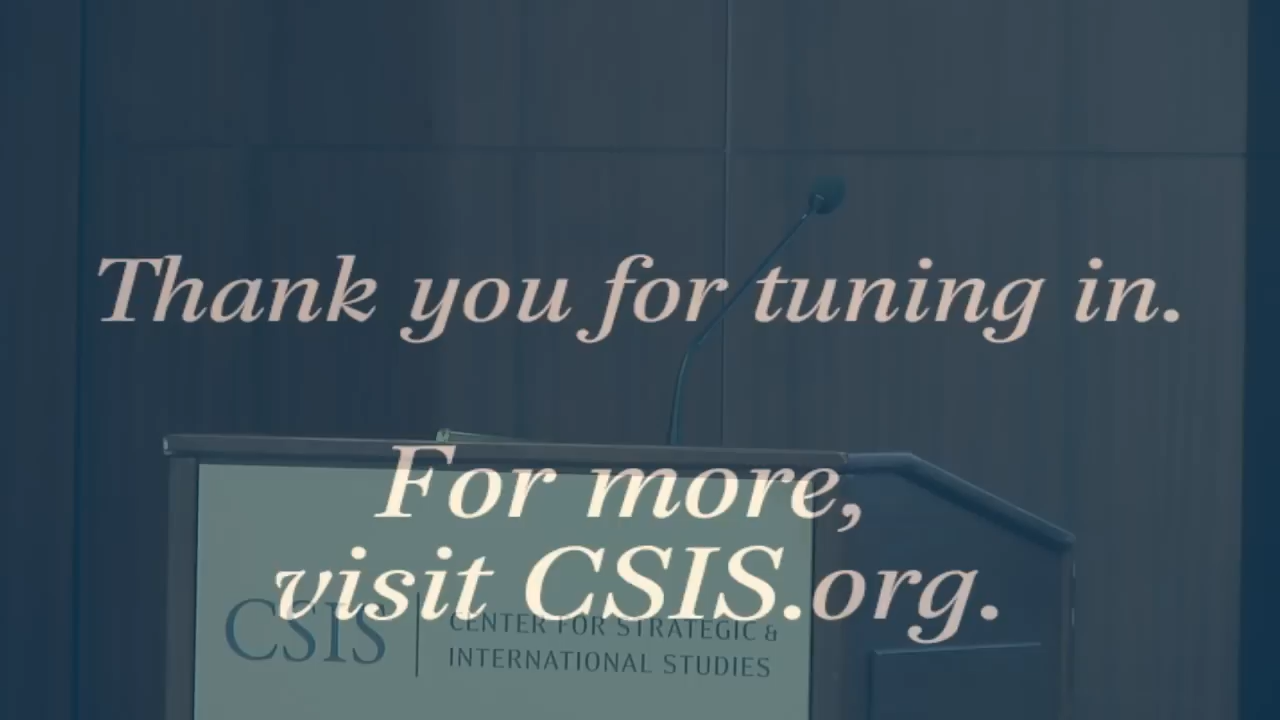 Thank you for tuning in.
For more,
visit CSIS.org.
CSIS | CENTER FOR STRATEGIC &
INTERNATIONAL STUDIES